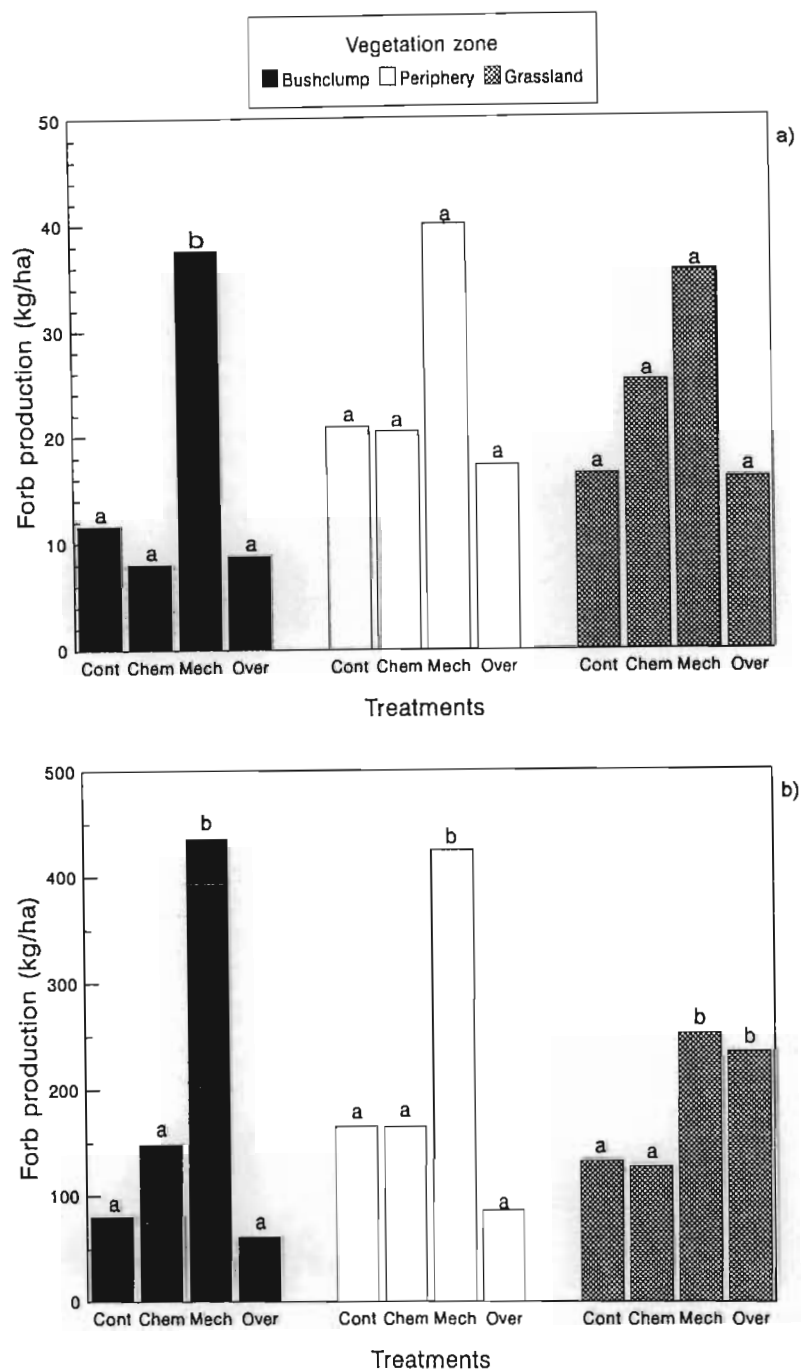 Vegetation zone
Bushclump Periphery Grassland
a)
Forb production (kg/ha)
50
40
30
20
10
0
a a b a
a a a a
a a a a
Cont Chem Mech Over Cont Chem Mech Over Cont Chem Mech Over
Treatments
b)
Forb production (kg/ha)
500
400
300
200
100
0
a a b a
a a b a
a a b b
Cont Chem Mech Over Cont Chem Mech Over Cont Chem Mech Over
Treatments